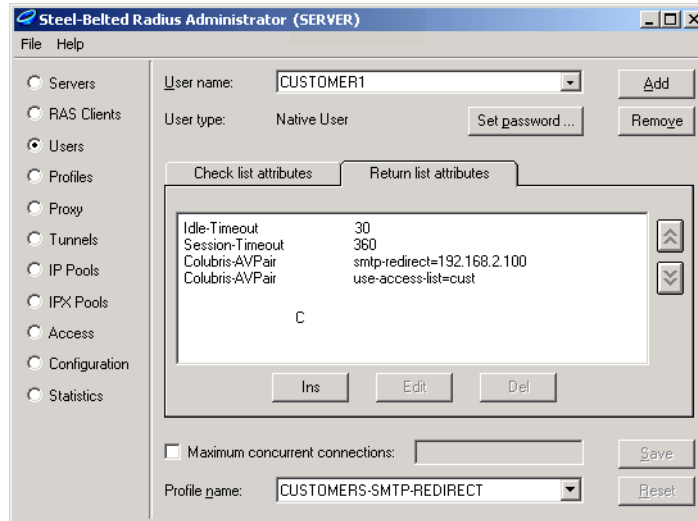 Steel-Belted Radius Administrator (SERVER)
File Help
Servers
RAS Clients
Users
Profiles
Proxy
Tunnels
IP Pools
IPX Pools
Access
Configuration
Statistics
User name: CUSTOMER1 Add
User type: Native User Set password ... Remove
Check list attributes Return list attributes
Idle-Timeout 30
Session-Timeout 360
Colubris-AVPair smtp-redirect=192.168.2.100
Colubris-AVPair use-access-list=cust
C
Ins Edit Del
Maximum concurrent connections: Save
Profile name: CUSTOMERS-SMTP-REDIRECT Reset